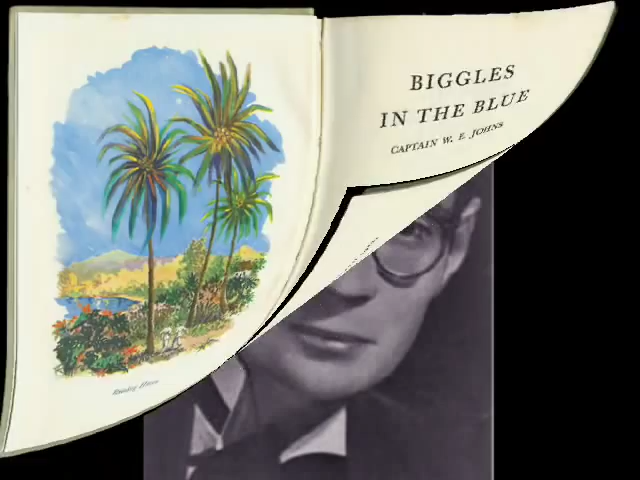 BIGGLES
IN THE BLUE
CAPTAIN W. E. JOHNS